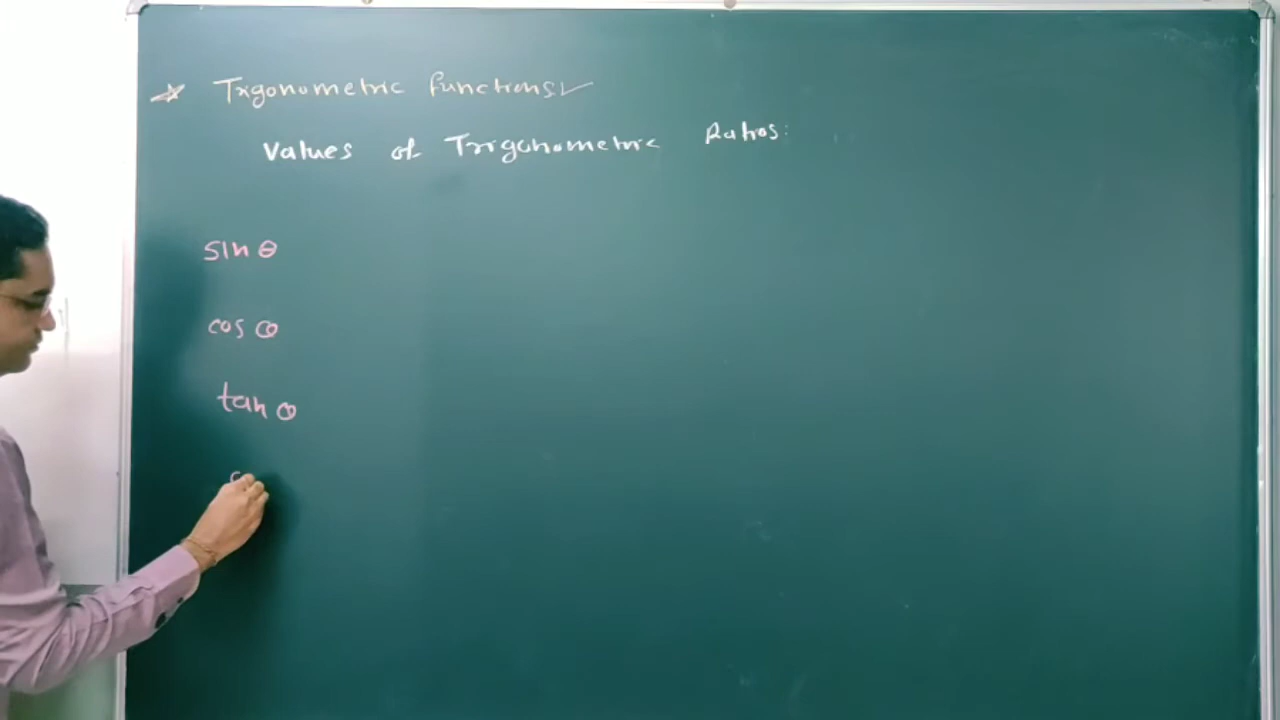 Trigonometric functions
Values of Trigonometric Ratios:
sin θ
cos θ
tan θ
c